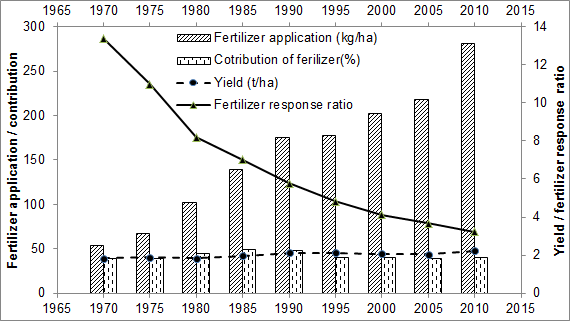 1965 1970 1975 1980 1985 1990 1995 2000 2005 2010 2015
300
250
200
150
100
50
0
Fertilizer application / contribution
Fertilizer application (kg/ha)
Cotribution of ferilizer(%)
Yield (t/ha)
Fertilizer response ratio
14
12
10
8
6
4
2
0
Yield / fertilizer response ratio
1965 1970 1975 1980 1985 1990 1995 2000 2005 2010 2015